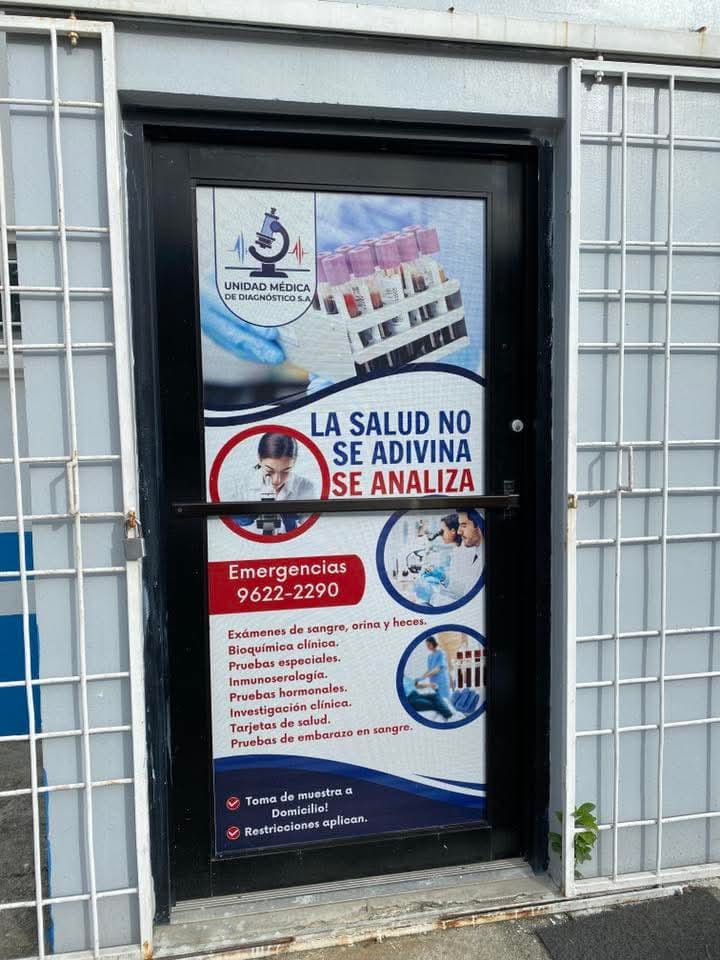 UNIDAD MÉDICA
DE DIAGNÓSTICO S.A
LA SALUD NO
SE ADIVINA
SE ANALIZA
Emergencias
9622-2290
Exámenes de sangre, orina y heces.
Bioquímica clínica.
Pruebas especiales.
Inmunoserología.
Pruebas hormonales.
Investigación clínica.
Tarjetas de salud.
Pruebas de embarazo en sangre.
Toma de muestra a
Domicilio!
Restricciones aplican.